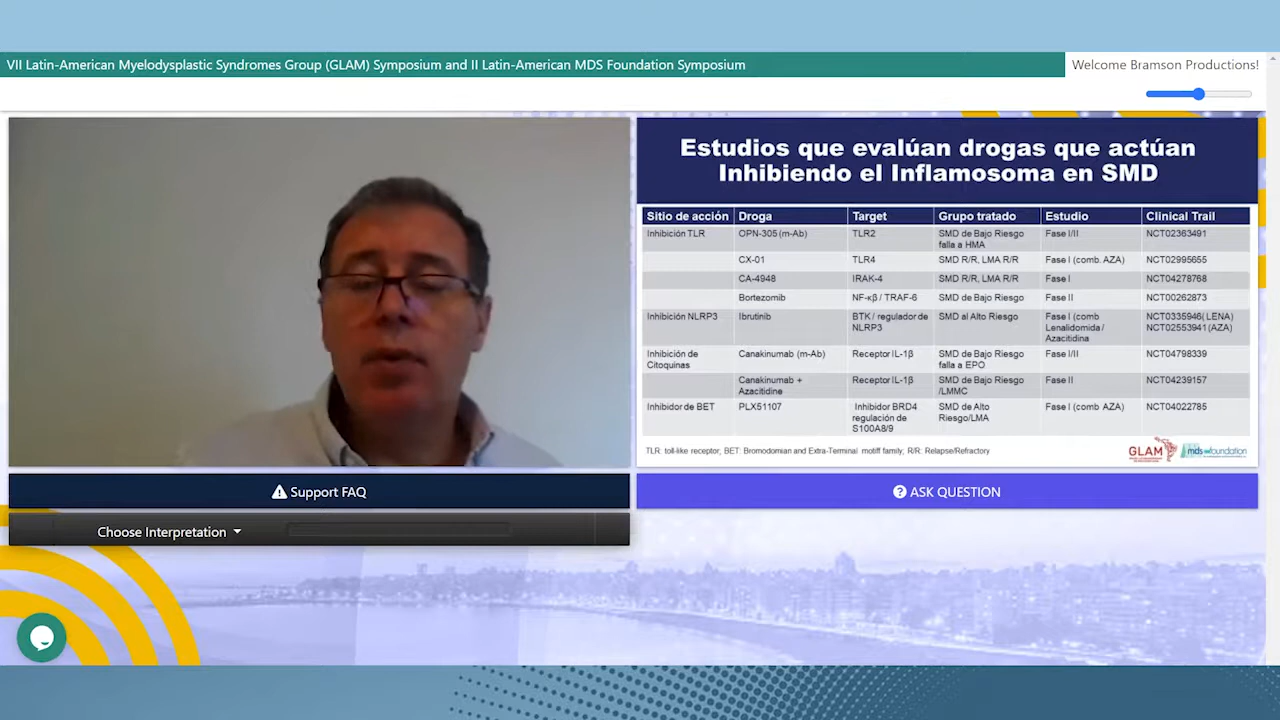 VII Latin-American Myelodysplastic Syndromes Group (GLAM) Symposium and II Latin-American MDS Foundation Symposium
Welcome Bramson Productions!
Estudios que evalúan drogas que actúan
Inhibiendo el Inflamosoma en SMD
Sitio de acción Droga Target Grupo tratado Estudio Clinical Trail
Inhibición TLR OPN-305 (m-Ab) TLR2 SMD de Bajo Riesgo Fase I/II NCT02363491
falla a HMA
CX-01 TLR4 SMD R/R, LMA R/R Fase I (comb. AZA) NCT02995655
CA-4948 IRAK-4 SMD R/R, LMA R/R Fase I NCT04278768
Bortezomib NF-κβ / TRAF-6 SMD de Bajo Riesgo Fase II NCT00262873
Inhibición NLRP3 Ibrutinib BTK / regulador de SMD al Alto Riesgo Fase I (comb NCT0335946( LENA)
NLRP3 Lenalidomida / NCT02553941 (AZA)
Azacitidina
Inhibición de Canakinumab (m-Ab) Receptor IL-1β SMD de Bajo Riesgo Fase I/II NCT04798339
Citoquinas falla a EPO
Canakinumab + Receptor IL-1β SMD de Bajo Riesgo Fase II NCT04239157
Azacitidine /LMMC
Inhibidor de BET PLX51107 Inhibidor BRD4 SMD de Alto Fase I (comb AZA) NCT04022785
regulación de Riesgo/LMA
S100A8/9
TLR: toll-like receptor, BET: Bromodomian and Extra-Terminal motiff family, R/R: Relapse/Refractory
GLAM mds foundation
Support FAQ
ASK QUESTION
Choose Interpretation